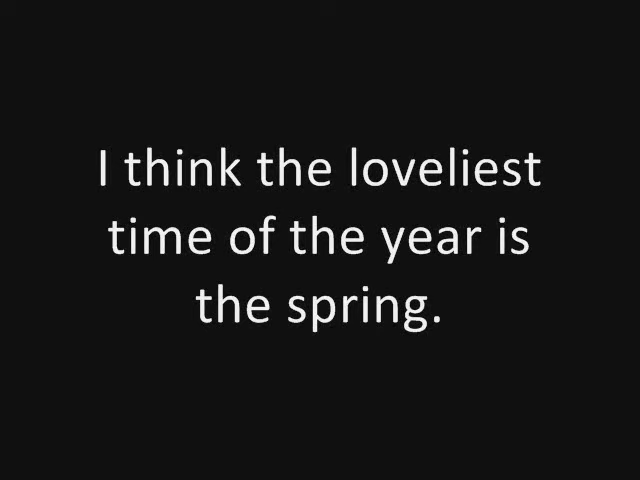 I think the loveliest
time of the year is
the spring.